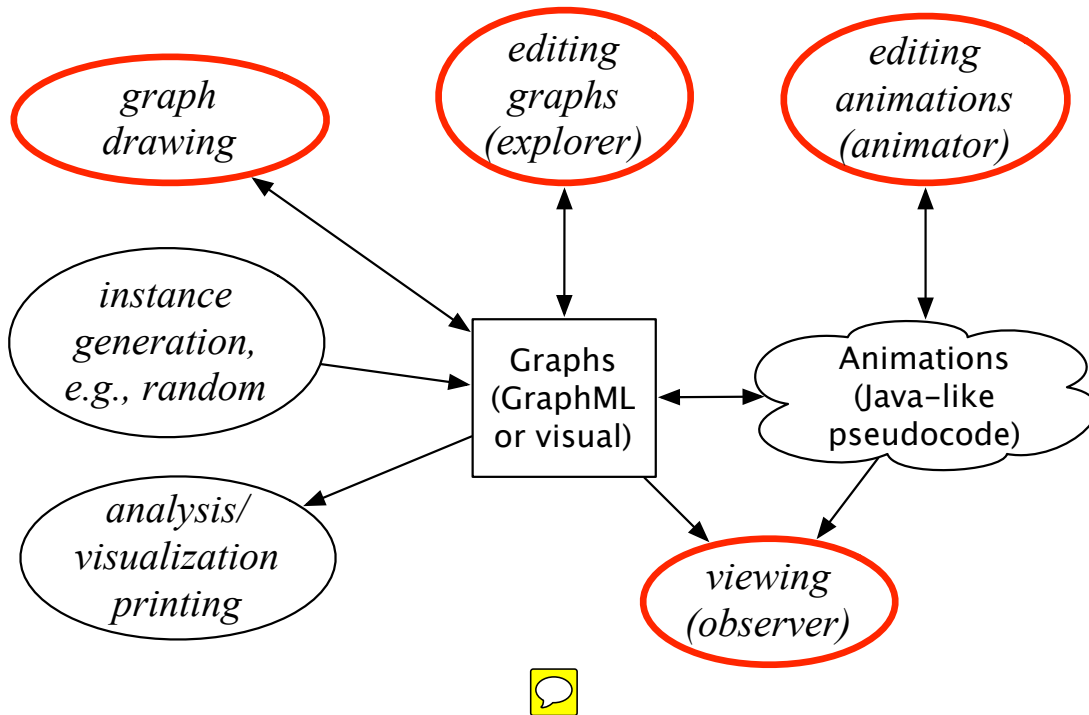 graph
drawing
editing
graphs
(explorer)
editing
animations
(animator)
instance
generation,
e.g., random
Graphs
(GraphML
or visual)
Animations
(Java-like
pseudocode)
analysis/
visualization
printing
viewing
(observer)